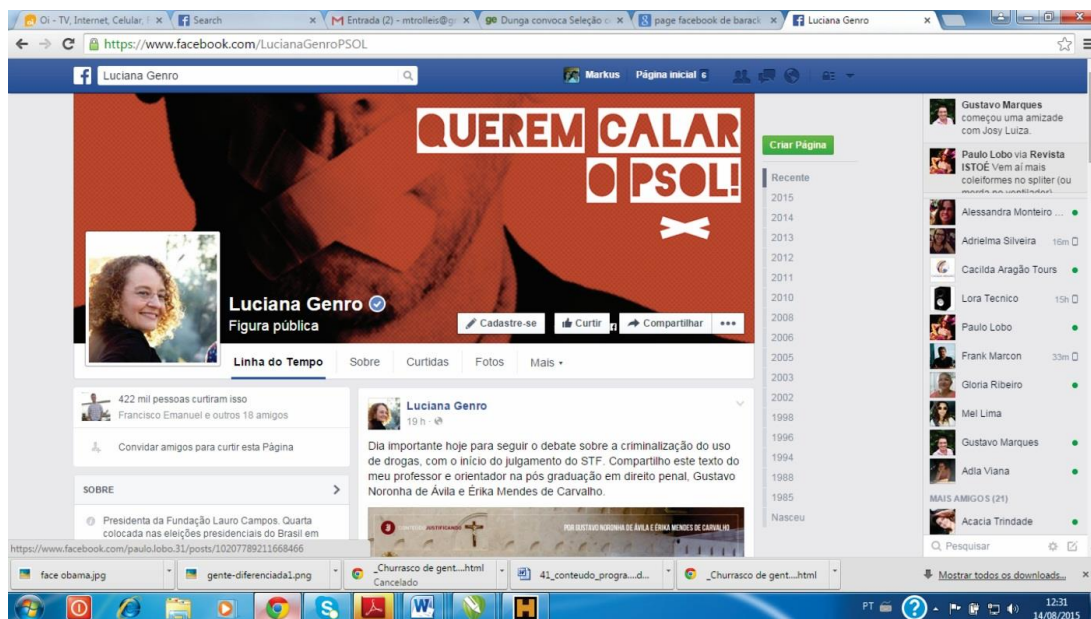 Oi - TV, Internet, Celular,
Search
Entrada (2) - mtrolleis@g
Dunga convoca Seleção
page facebook de barack
Luciana Genro
https://www.facebook.com/LucianaGenroPSOL
Luciana Genro
Markus
Página inicial 6
QUEREM CALAR
O PSOL!
Luciana Genro
Figura pública
Cadastre-se
Curtir
Compartilhar
Linha do Tempo
Sobre
Curtidas
Fotos
Mais
422 mil pessoas curtiram isso
Francisco Emanuel e outros 18 amigos
Convidar amigos para curtir esta Página
SOBRE
Presidenta da Fundação Lauro Campos. Quarta
colocada nas eleições presidenciais do Brasil em
https://www.facebook.com/paulo.lobo.31/posts/10207789211668466
Luciana Genro
19 h
Dia importante hoje para seguir o debate sobre a criminalização do uso
de drogas, com o início do julgamento do STF. Compartilho este texto do
meu professor e orientador na pós graduação em direito penal, Gustavo
Noronha de Ávila e Érika Mendes de Carvalho.
JUSTIFICANDO
POR GUSTAVO NORONHA DE ÁVILA E ÉRIKA MENDES DE CARVALHO
Criar Página
Recente
2015
2014
2013
2012
2011
2010
2008
2006
2005
2003
2002
1998
1996
1994
1988
1985
Nasceu
Gustavo Marques
começou uma amizade
com Josy Luiza.
Paulo Lobo via Revista
ISTOÉ Vem aí mais
coleiformes no spliter (ou
merda no ventilador)
Alessandra Monteiro ...
Adrielma Silveira 16m
Cacilda Aragão Tours
Lora Tecnico 15h
Paulo Lobo
Frank Marcon 33m
Gloria Ribeiro
Mel Lima
Gustavo Marques
Adla Viana
MAIS AMIGOS (21)
Acacia Trindade
Pesquisar
face obama.jpg
gente-diferenciada1.png
_Churrasco de gent....html
Cancelado
41_conteudo_progra....d...
_Churrasco de gent....html
Mostrar todos os downloads...
PT
12:31
14/08/2015